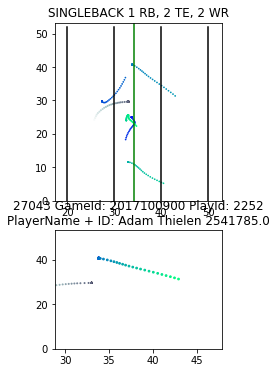 SINGLEBACK 1 RB, 2 TE, 2 WR
50
40
30
20
10
0
20 30 40 50
27043 GameId: 2017100900 PlayId: 2252
PlayerName + ID: Adam Thielen 2541785.0
40
20
0
30 35 40 45